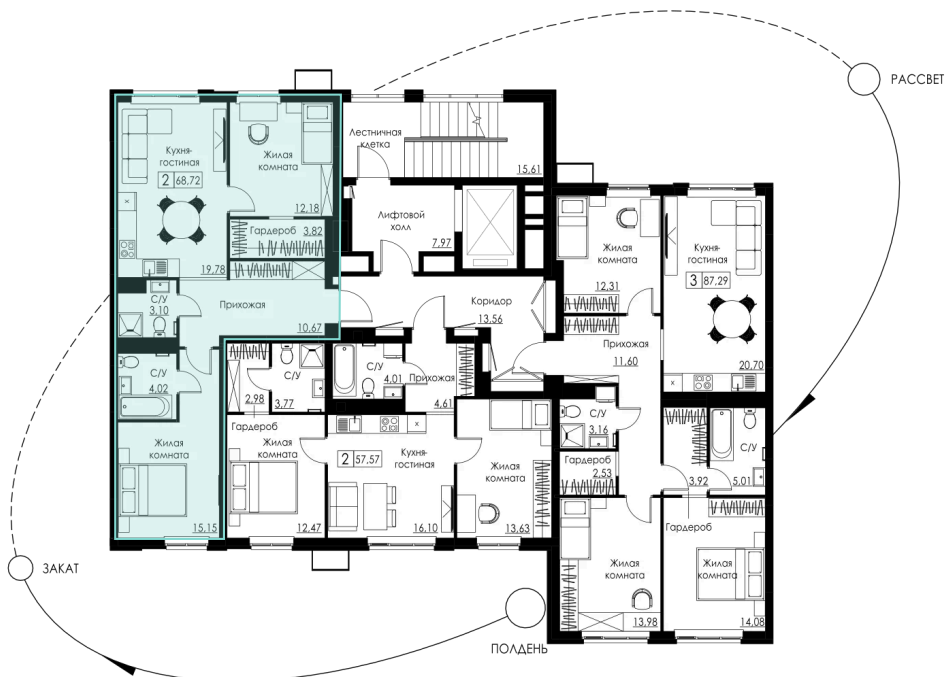 РАССВЕТ
Лестничная
клетка
15.61
Кухня-
гостиная
2 68,72
19.78
Жилая
комната
12.18
Гардероб 3.82
Лифтовой
холл
7.97
С/У
3.10
Прихожая
10.67
Коридор
13.56
С/У
4.02
Жилая
комната
15.15
2.98
Гардероб
С/У
3.77
С/У
4.01
Прихожая
4.61
Жилая
комната
12.47
2 57,57
Кухня-
гостиная
16.10
Жилая
комната
13.63
Жилая
комната
12.31
Кухня-
гостиная
3 87,29
20.70
Прихожая
11.60
С/У
3.16
Гардероб
2.53
3.92
Гардероб
С/У
5.01
Жилая
комната
13.98
Жилая
комната
14.08
ЗАКАТ
ПОЛДЕНЬ